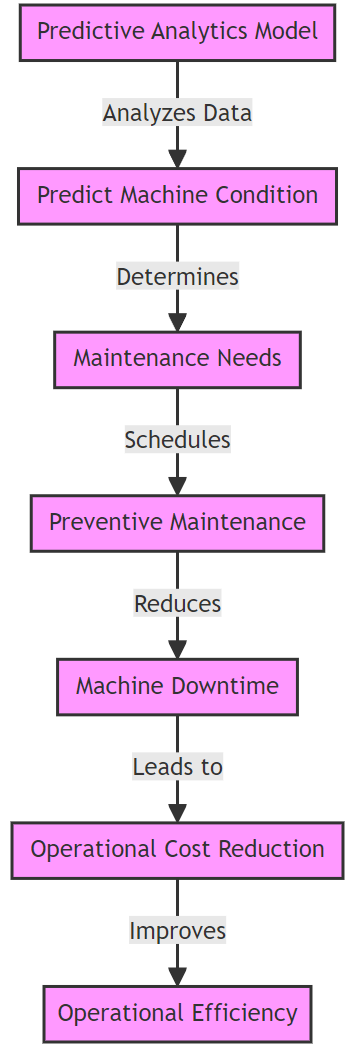 Predictive Analytics Model
Analyzes Data
Predict Machine Condition
Determines
Maintenance Needs
Schedules
Preventive Maintenance
Reduces
Machine Downtime
Leads to
Operational Cost Reduction
Improves
Operational Efficiency